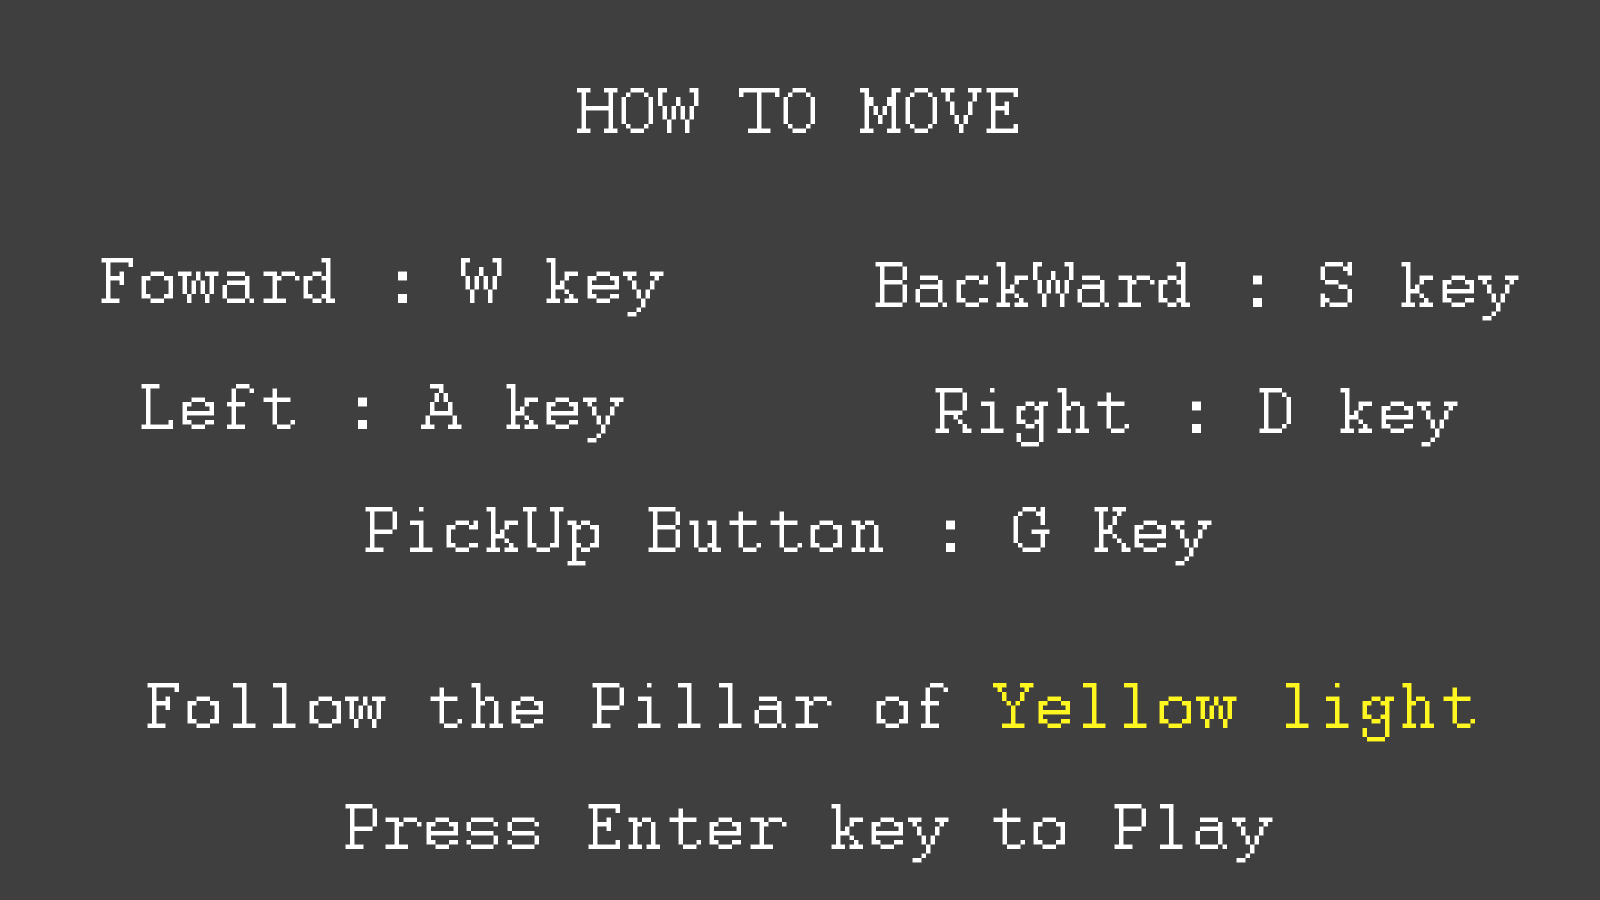 HOW TO MOVE
Foward : W key
BackWard : S key
Left : A key
Right : D key
PickUp Button : G Key
Follow the Pillar of Yellow light
Press Enter key to Play